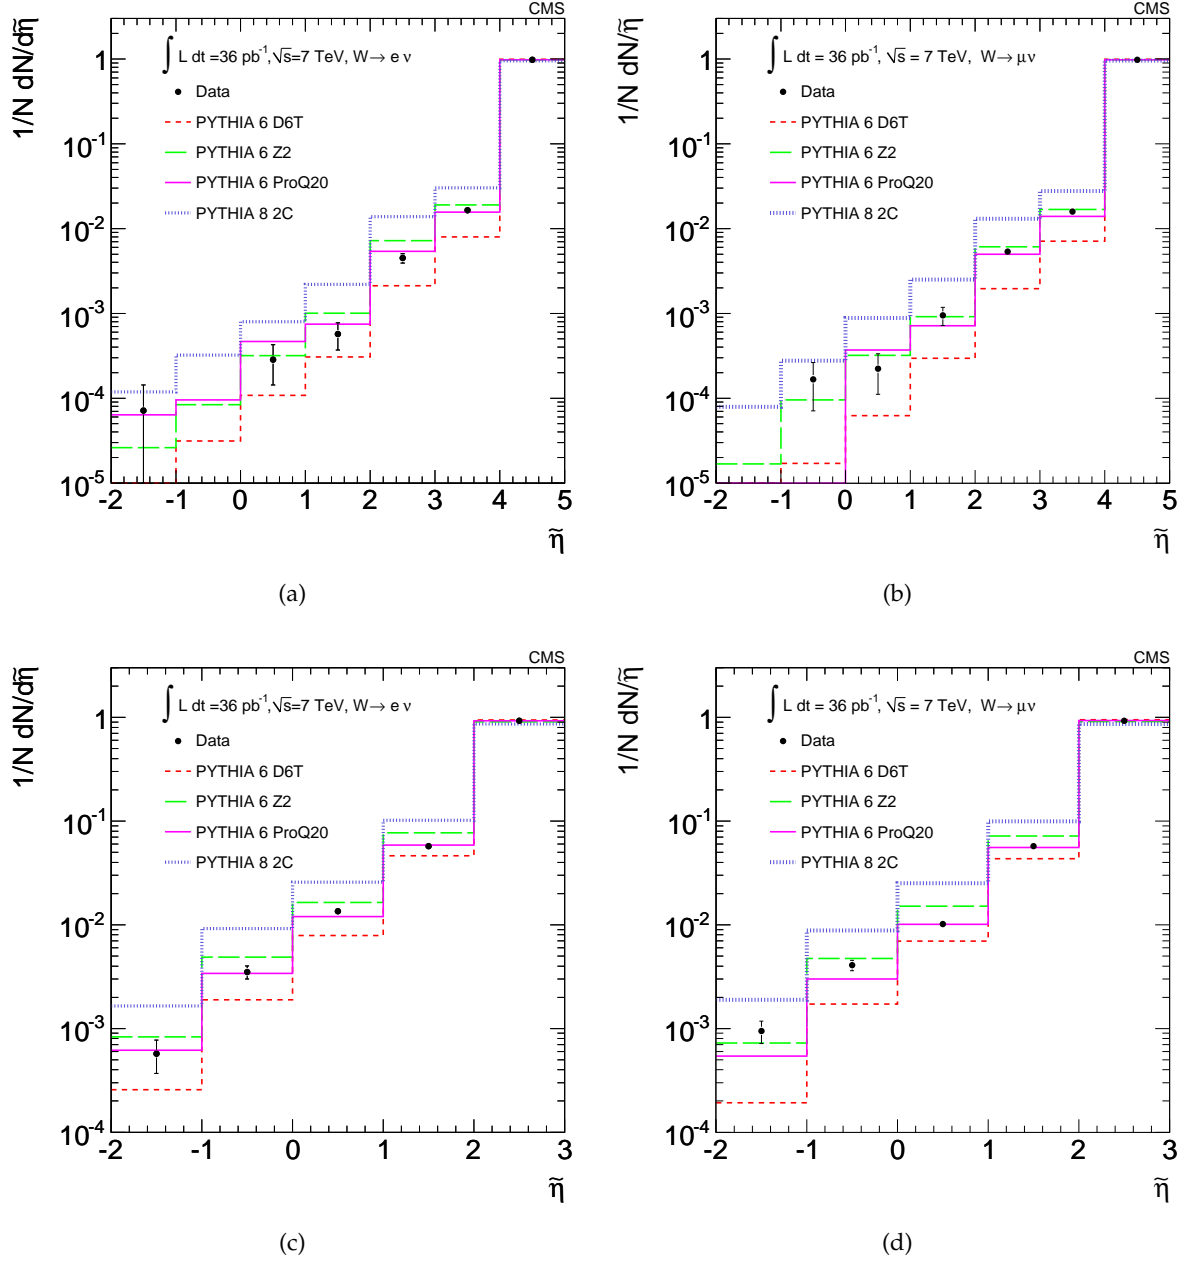 CMS
1/N dN/dη̃
∫ L dt =36 pb⁻¹,√s=7 TeV, W→ e ν
Data
PYTHIA 6 D6T
PYTHIA 6 Z2
PYTHIA 6 ProQ20
PYTHIA 8 2C
1
10⁻¹
10⁻²
10⁻³
10⁻⁴
10⁻⁵
-2 -1 0 1 2 3 4 5
η̃
(a)
CMS
1/N dN/η̃
∫ L dt = 36 pb⁻¹, √s = 7 TeV, W→ μν
Data
PYTHIA 6 D6T
PYTHIA 6 Z2
PYTHIA 6 ProQ20
PYTHIA 8 2C
1
10⁻¹
10⁻²
10⁻³
10⁻⁴
10⁻⁵
-2 -1 0 1 2 3 4 5
η̃
(b)
CMS
1/N dN/dη̃
∫ L dt =36 pb⁻¹,√s=7 TeV, W→ e ν
Data
PYTHIA 6 D6T
PYTHIA 6 Z2
PYTHIA 6 ProQ20
PYTHIA 8 2C
1
10⁻¹
10⁻²
10⁻³
10⁻⁴
-2 -1 0 1 2 3
η̃
(c)
CMS
1/N dN/η̃
∫ L dt = 36 pb⁻¹, √s = 7 TeV, W→ μν
Data
PYTHIA 6 D6T
PYTHIA 6 Z2
PYTHIA 6 ProQ20
PYTHIA 8 2C
1
10⁻¹
10⁻²
10⁻³
10⁻⁴
-2 -1 0 1 2 3
η̃
(d)